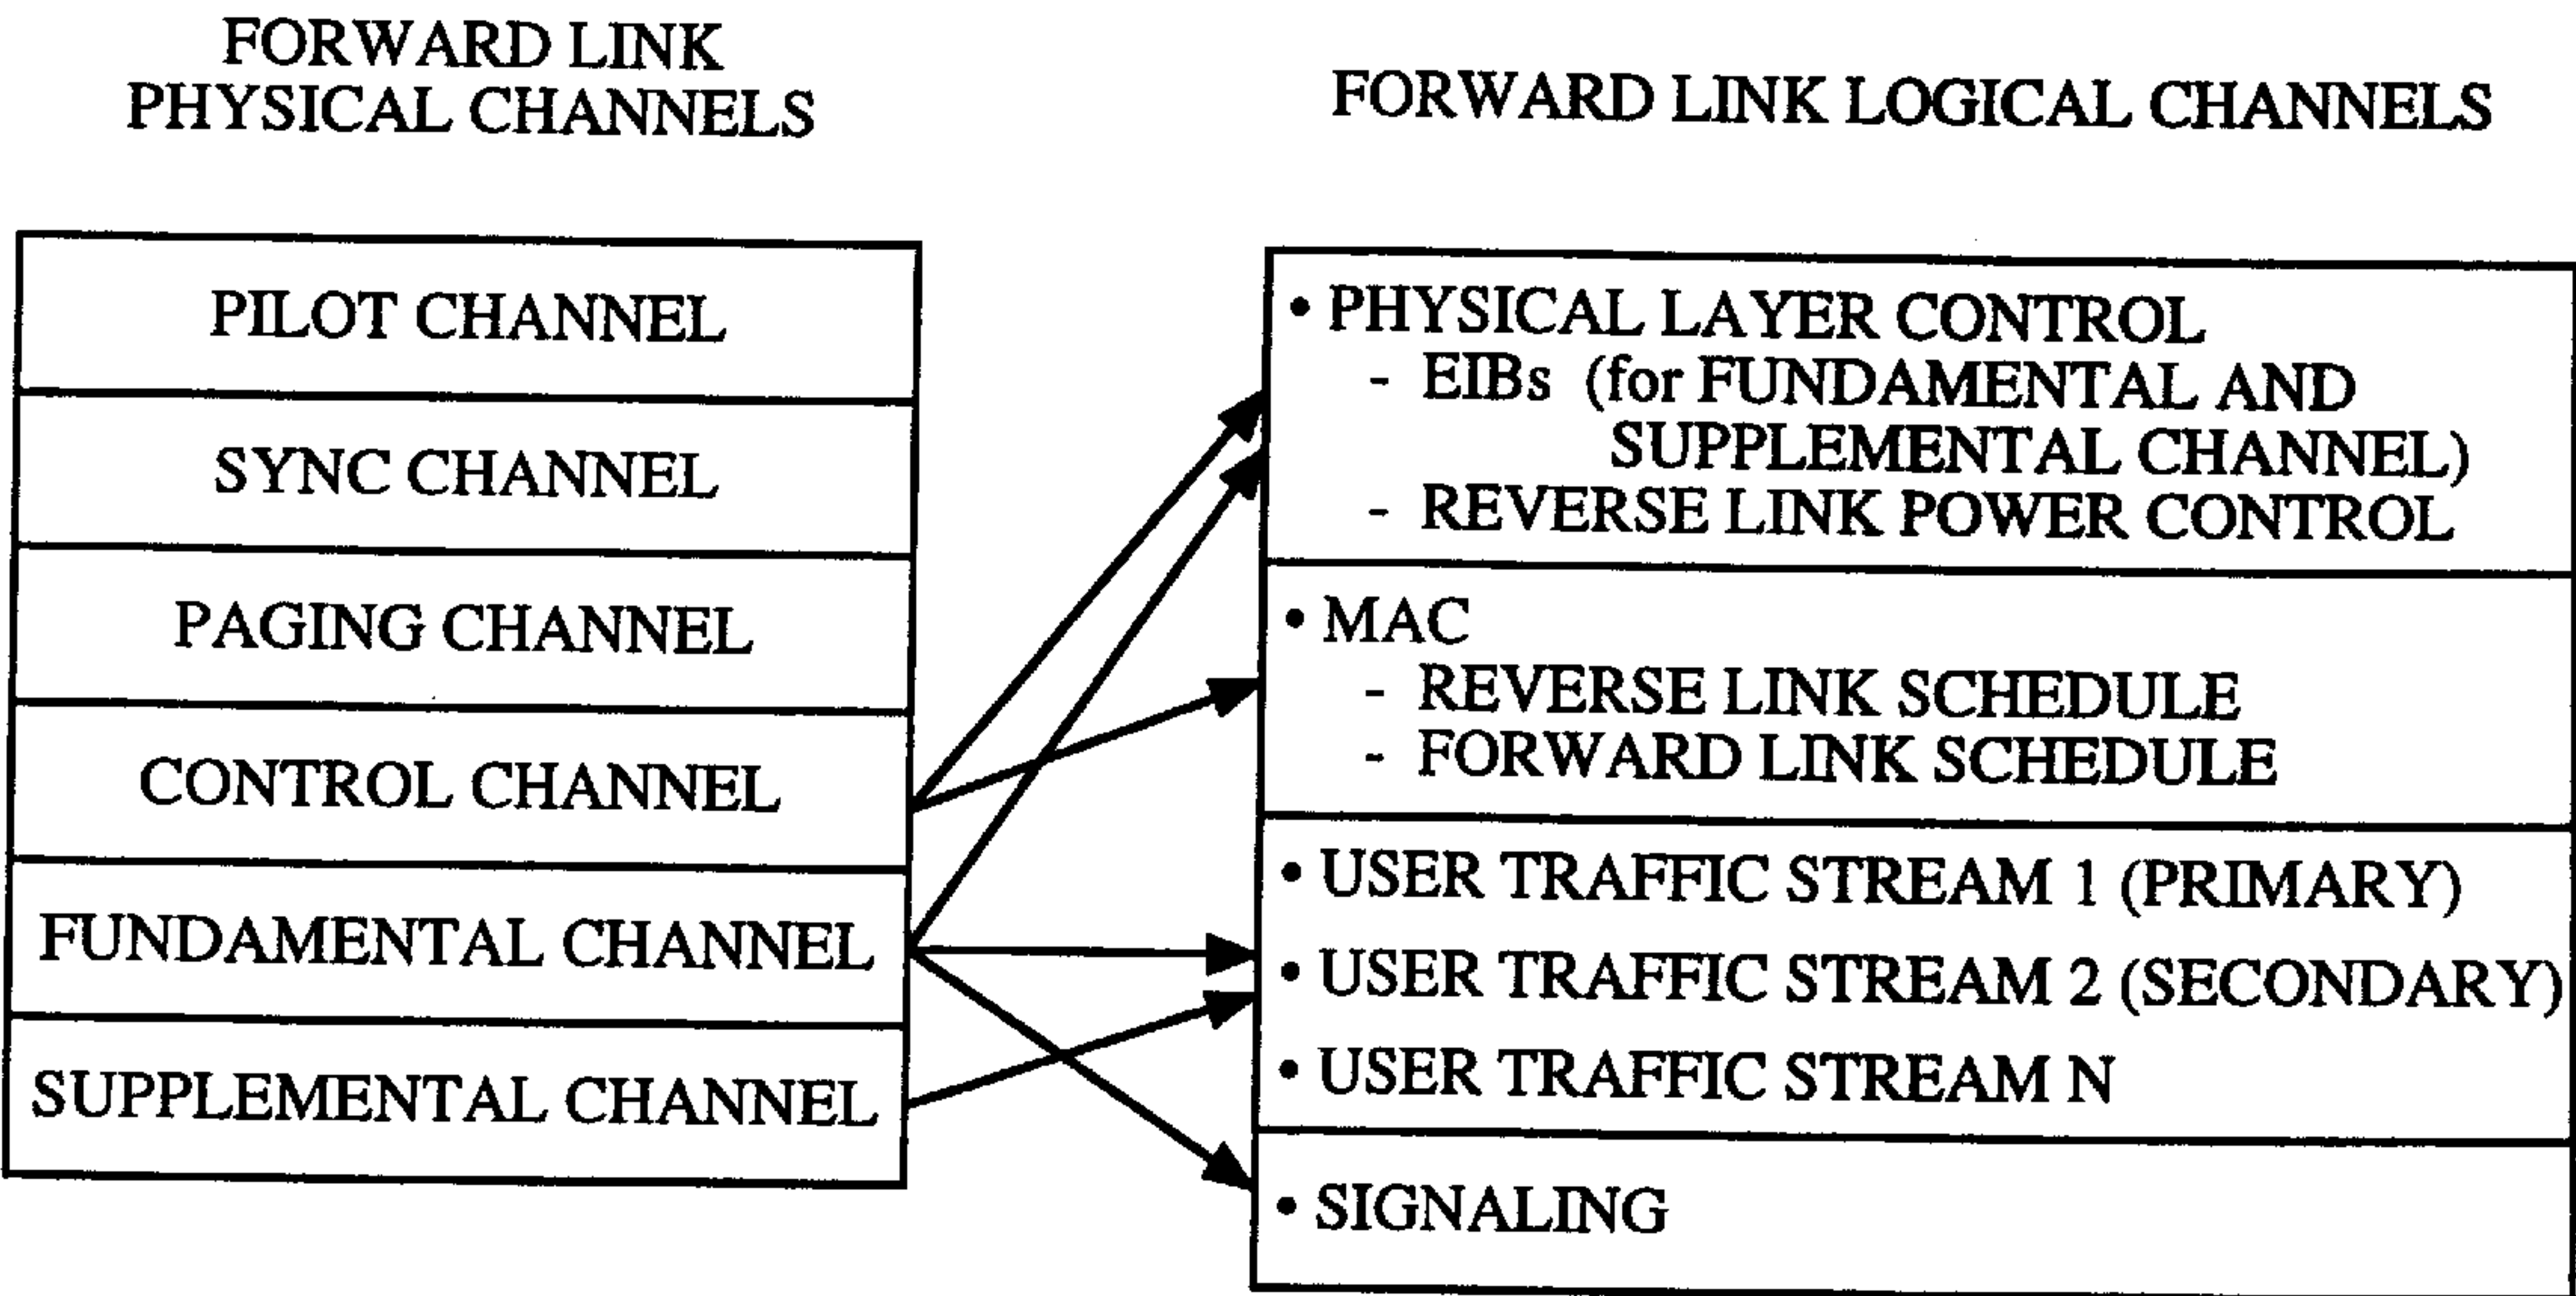 FORWARD LINK
PHYSICAL CHANNELS
PILOT CHANNEL
SYNC CHANNEL
PAGING CHANNEL
CONTROL CHANNEL
FUNDAMENTAL CHANNEL
SUPPLEMENTAL CHANNEL
FORWARD LINK LOGICAL CHANNELS
• PHYSICAL LAYER CONTROL
- EIBs (for FUNDAMENTAL AND
SUPPLEMENTAL CHANNEL)
- REVERSE LINK POWER CONTROL
• MAC
- REVERSE LINK SCHEDULE
- FORWARD LINK SCHEDULE
• USER TRAFFIC STREAM 1 (PRIMARY)
• USER TRAFFIC STREAM 2 (SECONDARY)
• USER TRAFFIC STREAM N
• SIGNALING